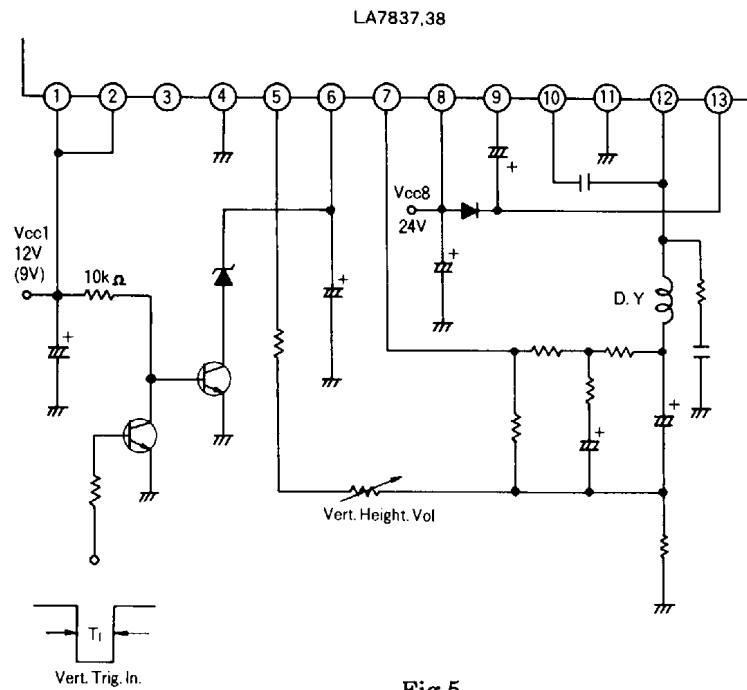 LA7837,38
1 2 3 4 5 6 7 8 9 10 11 12 13
Vcc8
24V
Vcc1
12V
(9V)
10kΩ
+
+
+
+
D.Y
+
+
Vert. Height. Vol
T1
Vert. Trig. In.
Fig.5